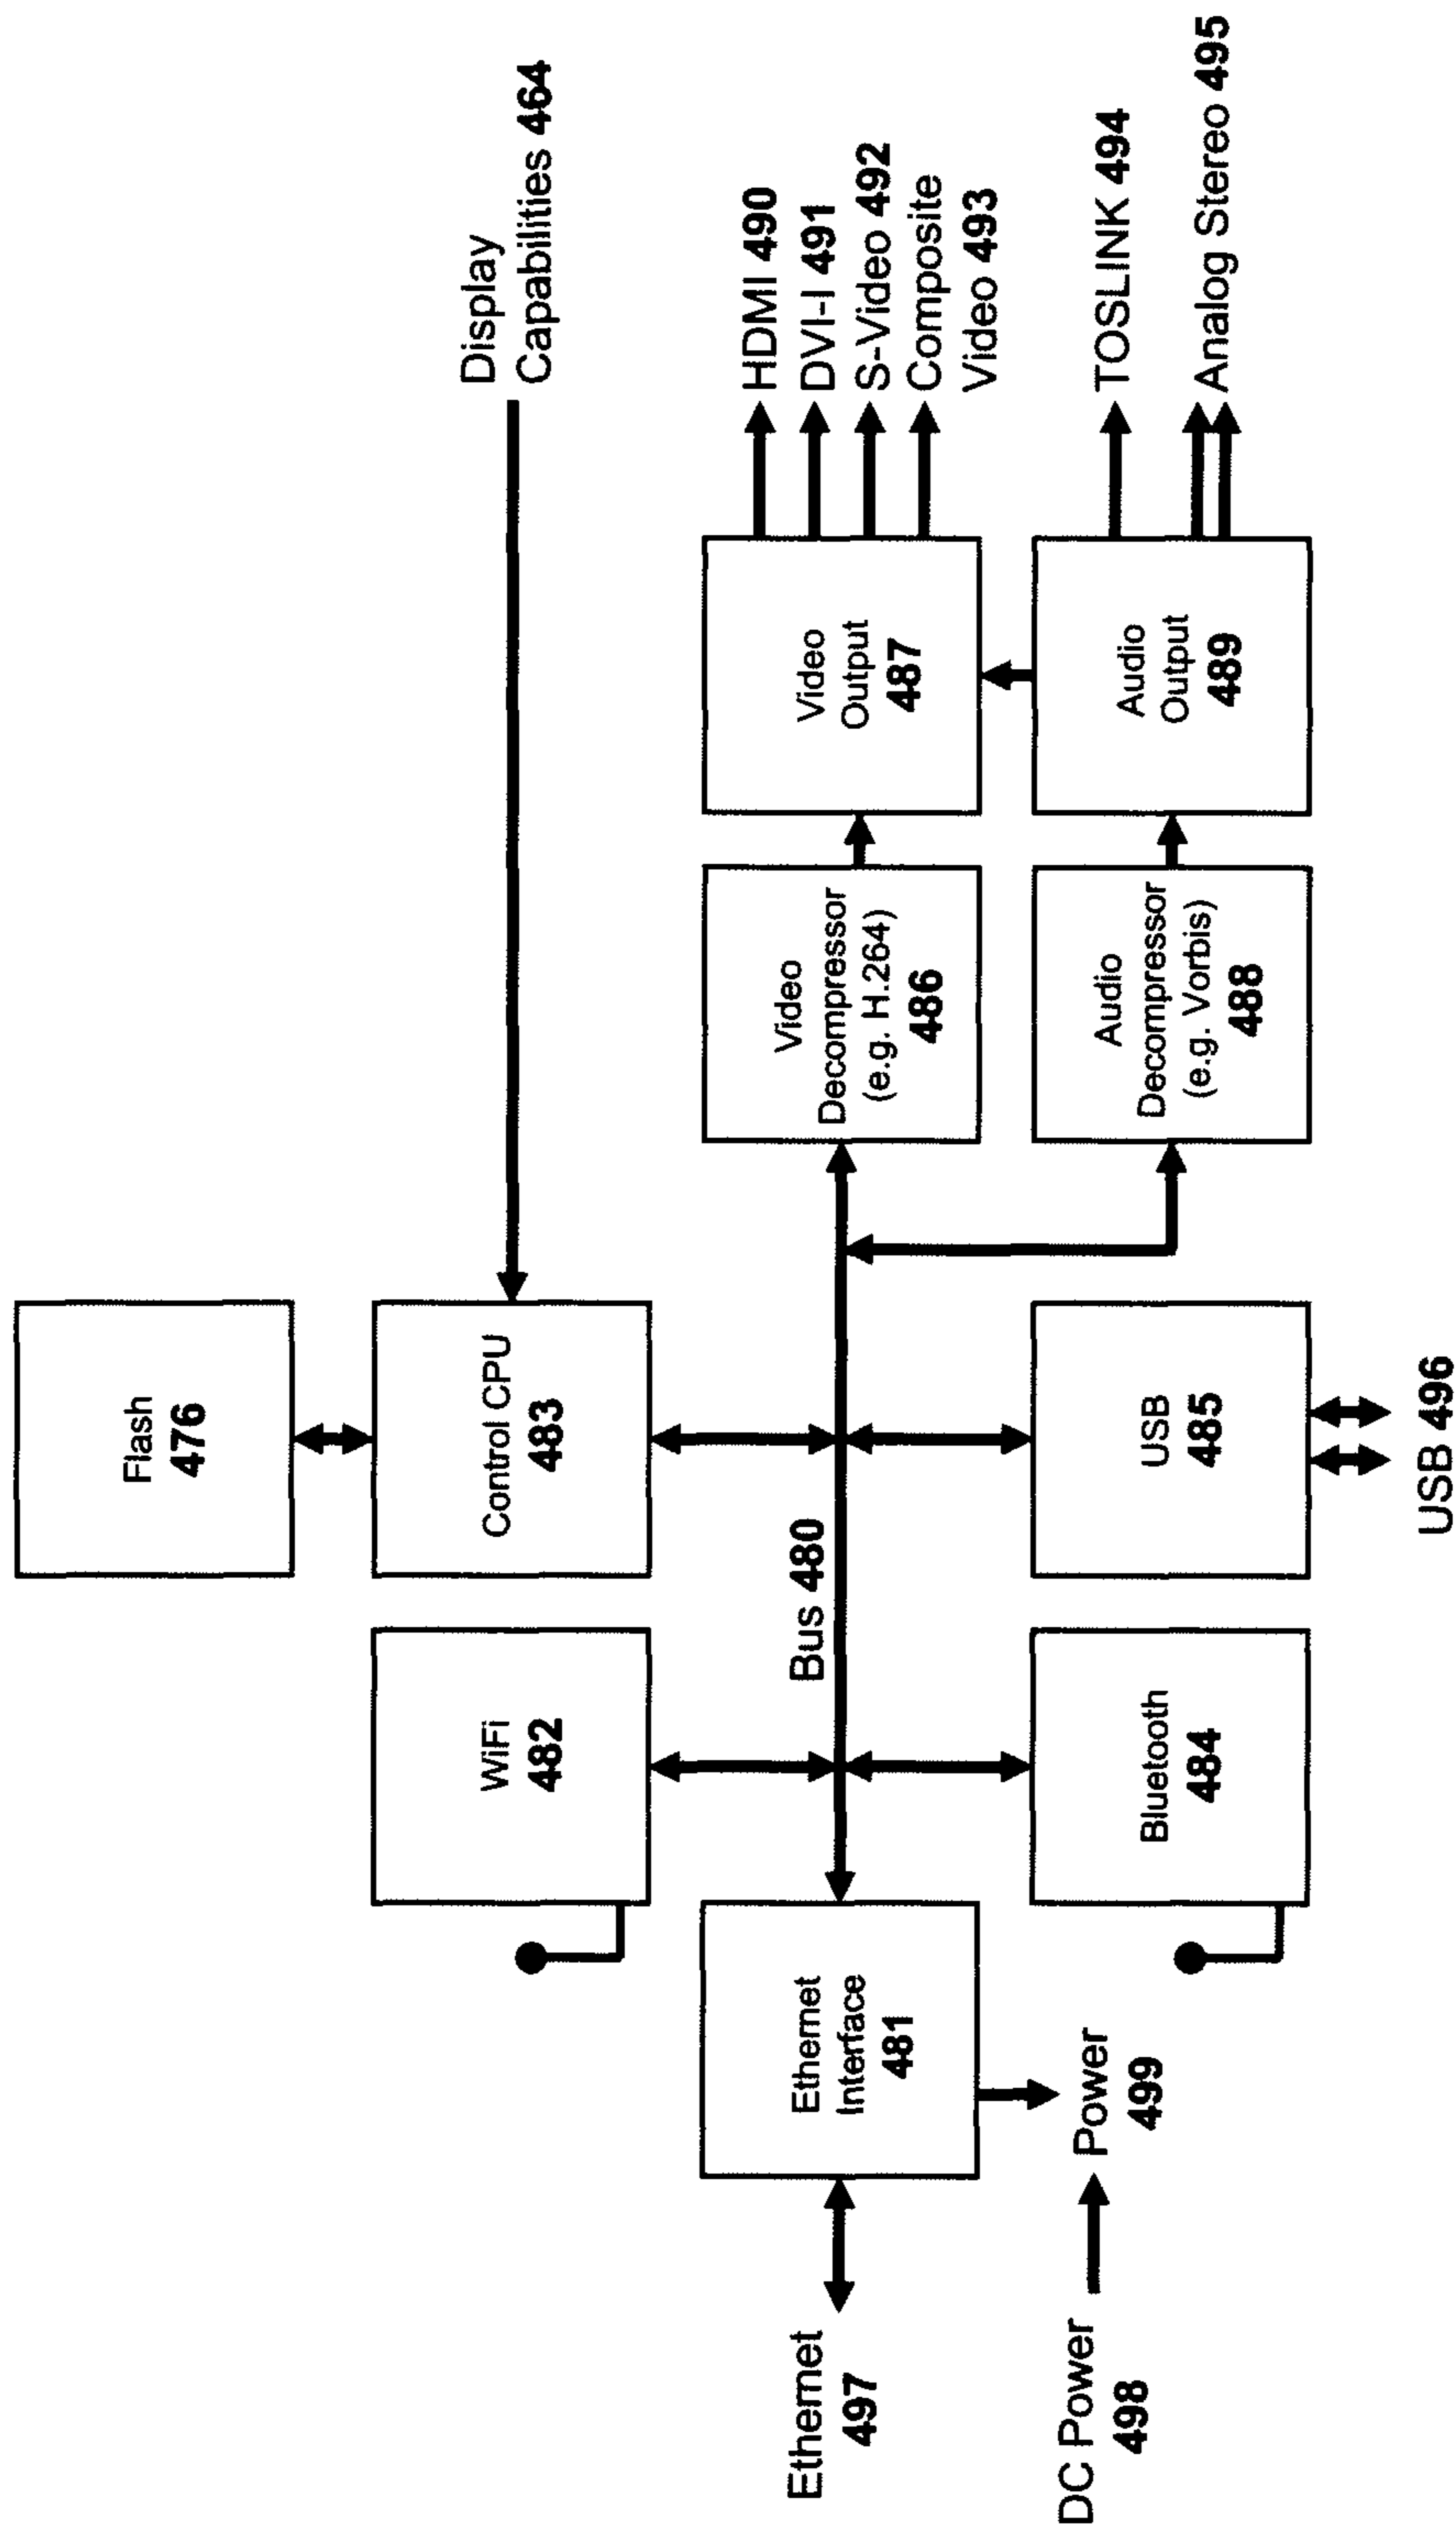 Flash
476
Display
Capabilities 464
WiFi
482
Control CPU
483
HDMI 490
DVI-I 491
S-Video 492
Composite
Video 493
Ethernet
497
Ethernet
Interface
481
Bus 480
Video
Decompressor
(e.g. H.264)
486
Video
Output
487
DC Power
498
Power
499
Bluetooth
484
USB
485
Audio
Decompressor
(e.g. Vorbis)
488
Audio
Output
489
TOSLINK 494
Analog Stereo 495
USB 496